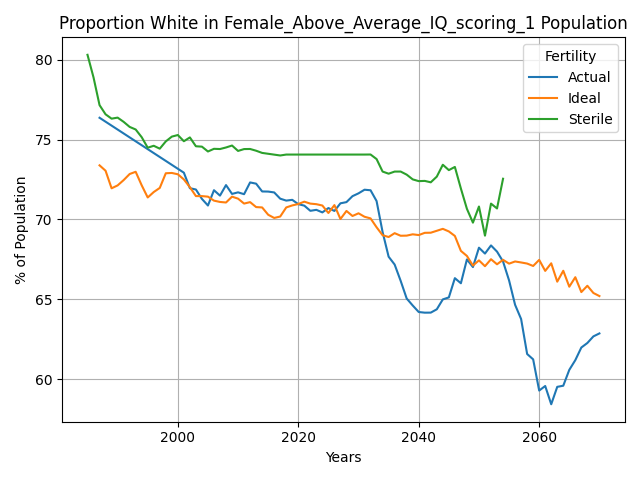 Proportion White in Female_Above_Average_IQ_scoring_1 Population
Fertility
Actual
Ideal
Sterile
% of Population
80
75
70
65
60
2000
2020
2040
2060
Years